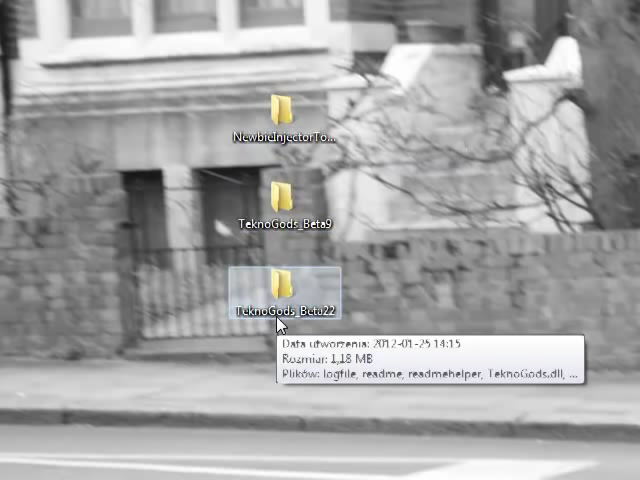 NewbieInjectorTo...
TeknoGods_Beta9
TeknoGods_Beta22
Data utworzenia: 2012-01-25 14:15
Rozmiar: 1,18 MB
Plików: logfile, readme, readmehelper, TeknoGods.dll, ...